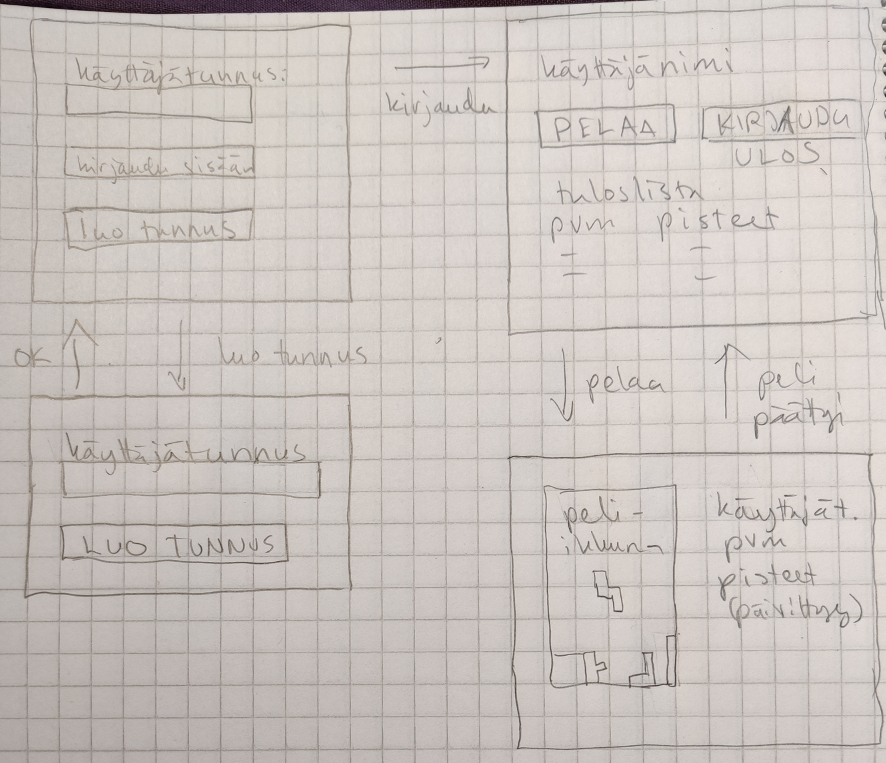 käyttäjätunnus:
kirjaudu sisään
luo tunnus
kirjaudu
käyttäjänimi
PELAA
KIRJAUDU
ULOS
tuloslista
pvm pisteet
OK
luo tunnus
pelaa
peli
päätyi
käyttäjätunnus
LUO TUNNUS
peli-
ikkuna
käyttäjät.
pvm
pisteet
(päivittyy)